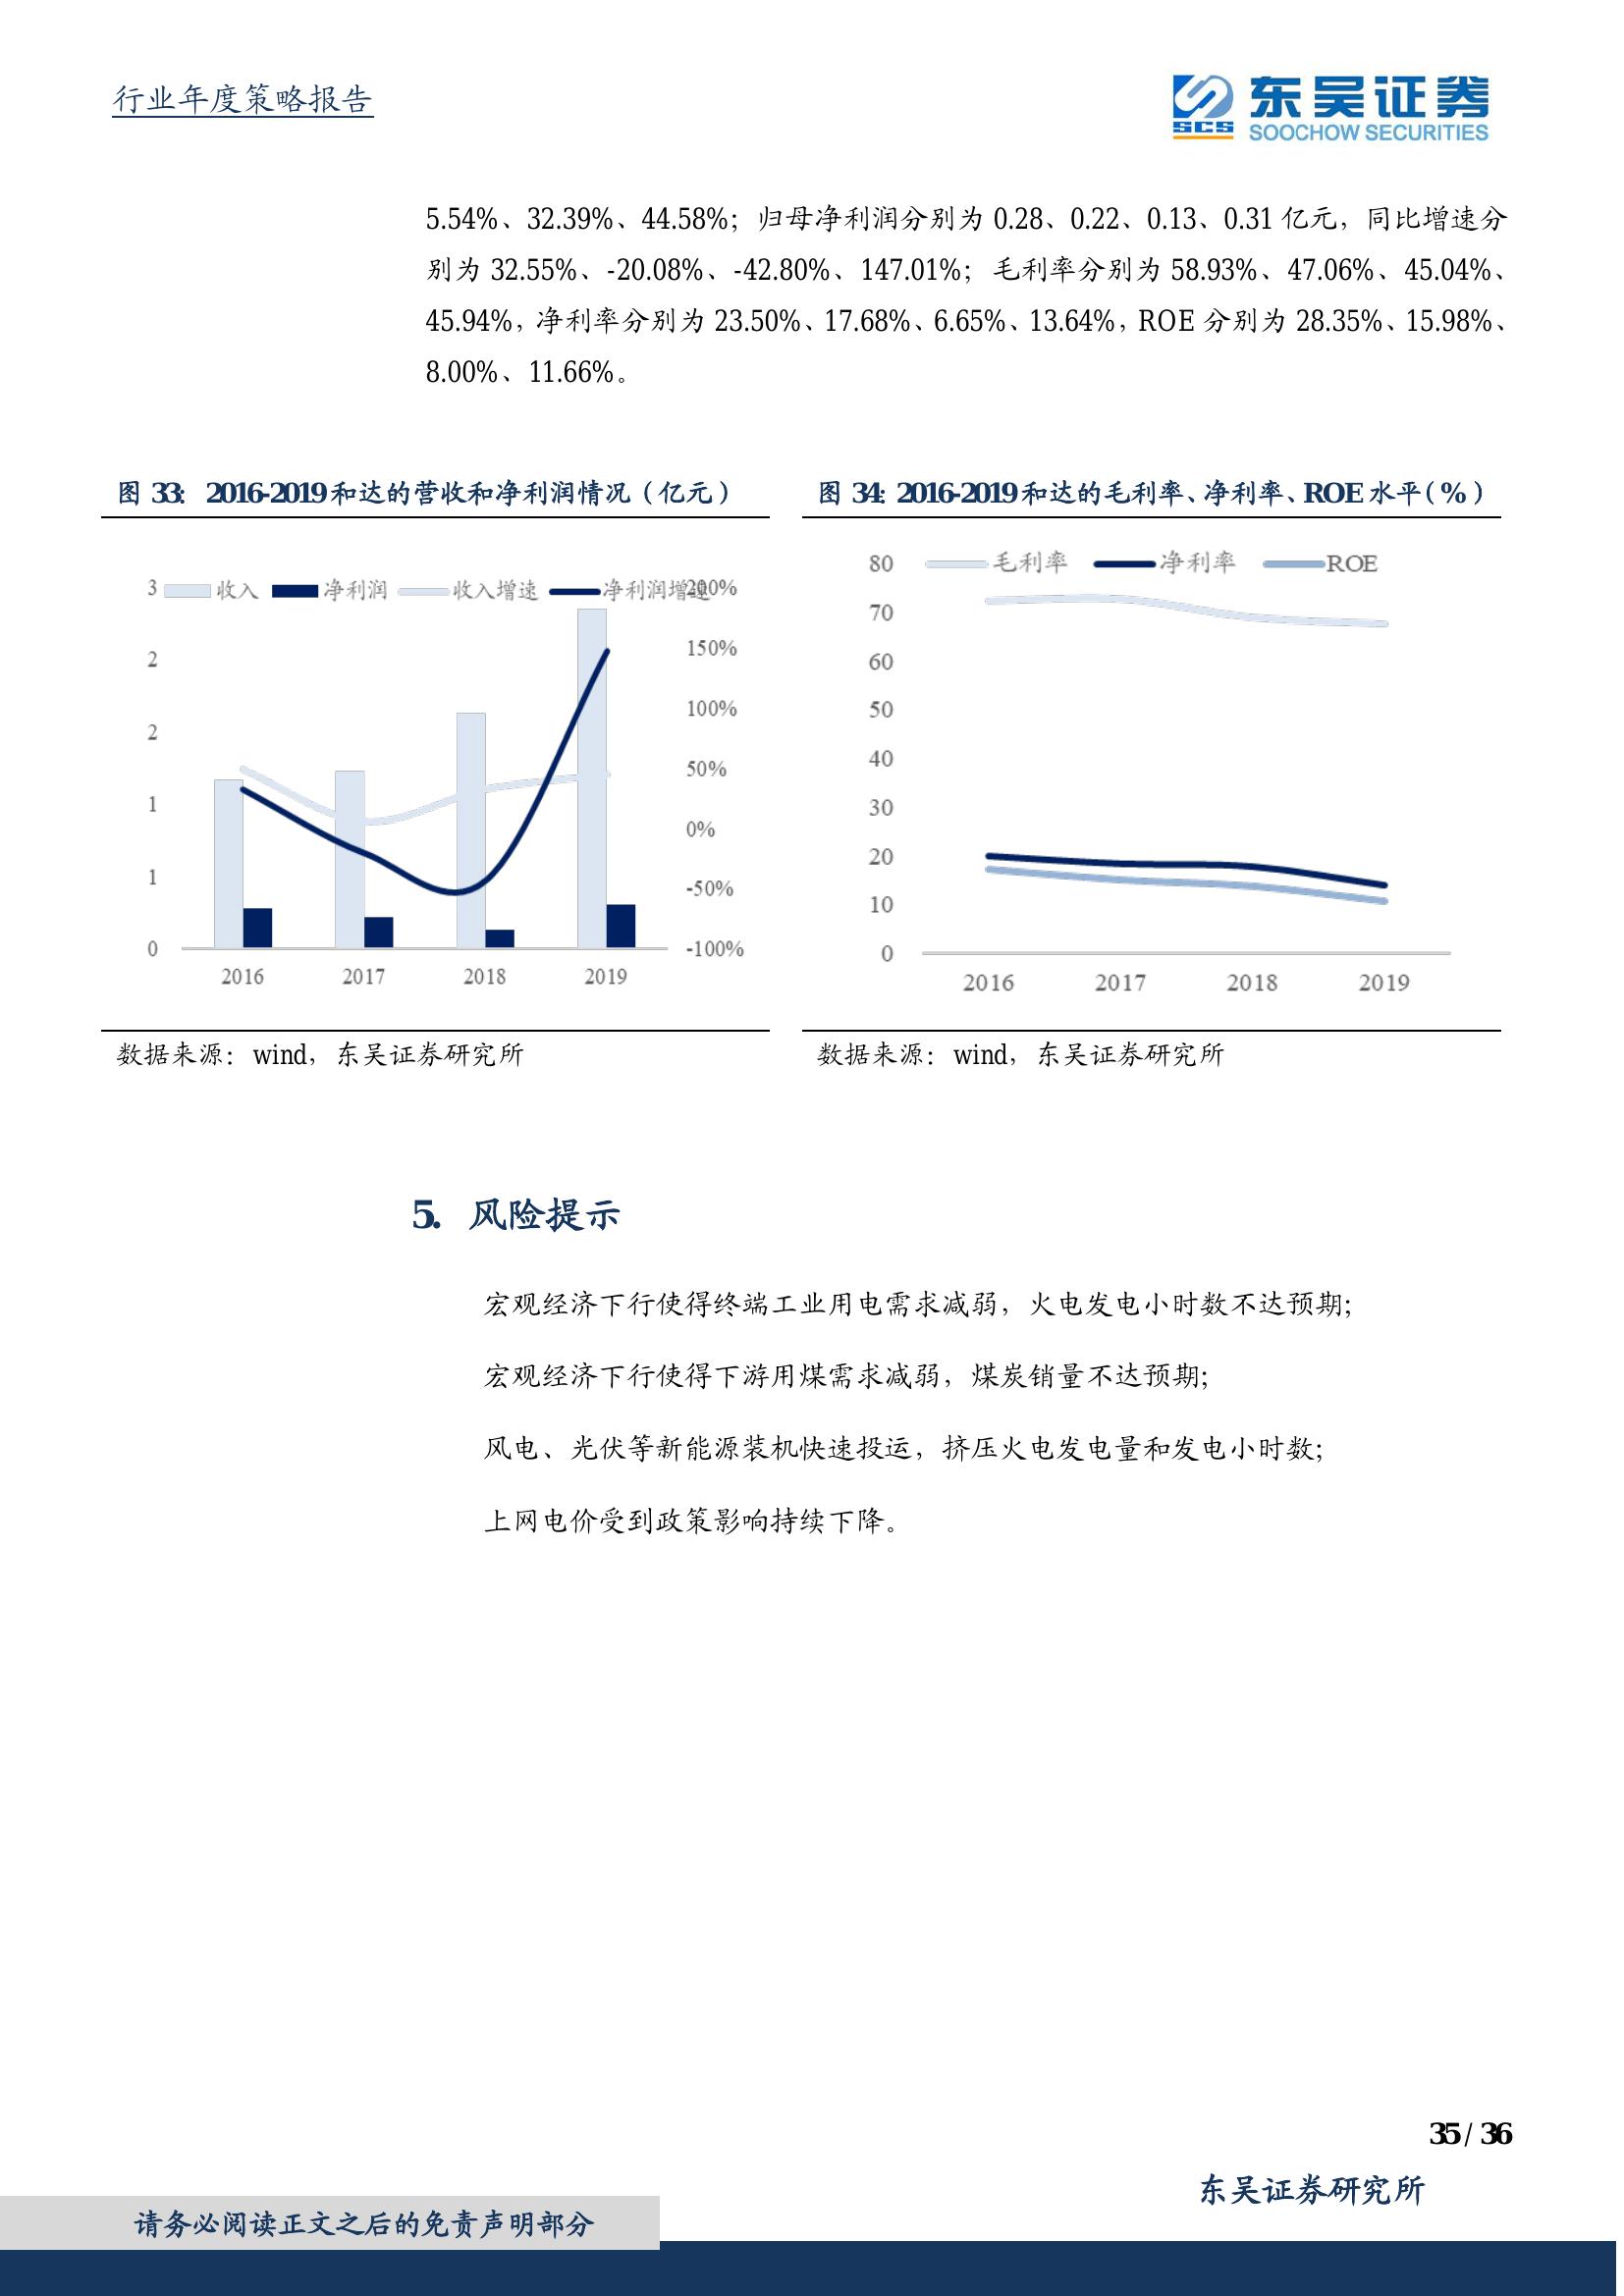 行业年度策略报告
东吴证券
SCS
SOOCHOW SECURITIES
5.54%、32.39%、44.58%；归母净利润分别为 0.28、0.22、0.13、0.31 亿元，同比增速分
别为 32.55%、-20.08%、-42.80%、147.01%；毛利率分别为 58.93%、47.06%、45.04%、
45.94%，净利率分别为 23.50%、17.68%、6.65%、13.64%，ROE 分别为 28.35%、15.98%、
8.00%、11.66%。
图 33： 2016-2019 和达的营收和净利润情况（亿元）
3
2
2
1
1
0
收入 净利润 收入增速 净利润增速
200%
150%
100%
50%
0%
-50%
-100%
2016 2017 2018 2019
数据来源：wind，东吴证券研究所
图 34：2016-2019 和达的毛利率、净利率、ROE 水平（%）
80
70
60
50
40
30
20
10
0
毛利率 净利率 ROE
2016 2017 2018 2019
数据来源：wind，东吴证券研究所
5. 风险提示
宏观经济下行使得终端工业用电需求减弱，火电发电小时数不达预期；
宏观经济下行使得下游用煤需求减弱，煤炭销量不达预期；
风电、光伏等新能源装机快速投运，挤压火电发电量和发电小时数；
上网电价受到政策影响持续下降。
35 / 36
东吴证券研究所
请务必阅读正文之后的免责声明部分